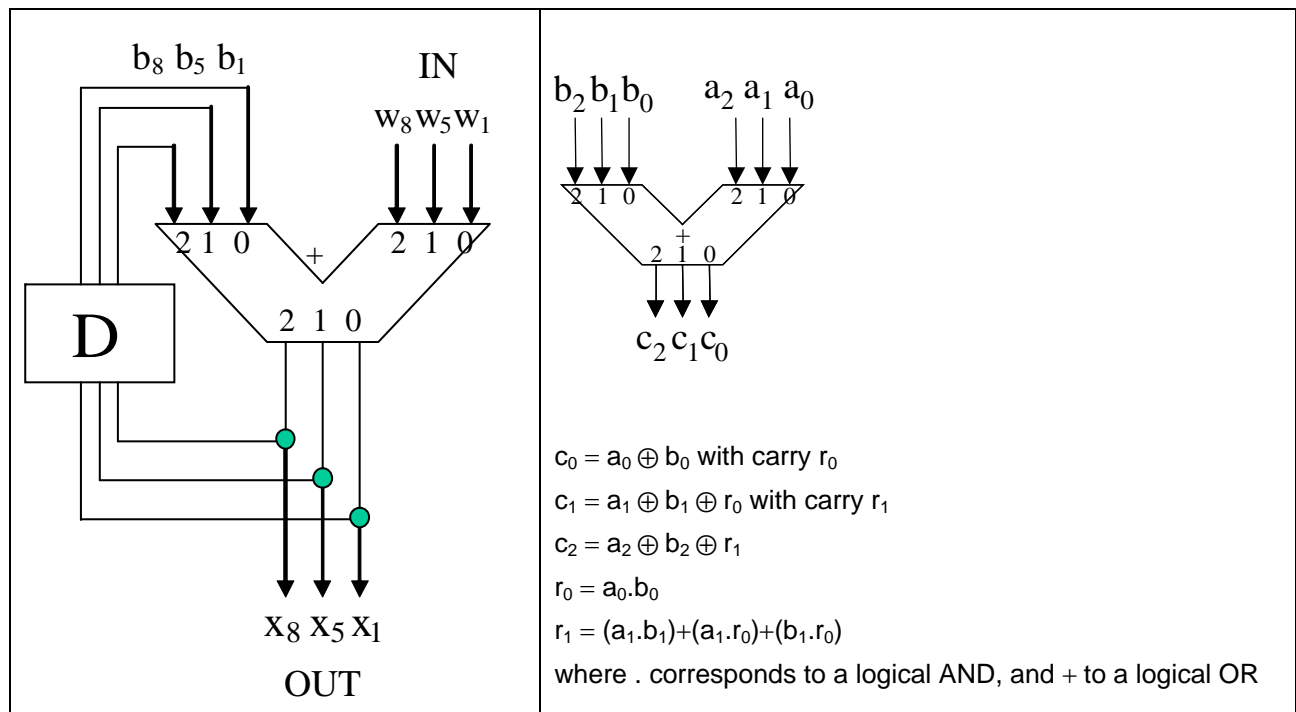 b₈ b₅ b₁
IN
w₈ w₅ w₁
2 1 0
+
2 1 0
2 1 0
D
x₈ x₅ x₁
OUT
b₂ b₁ b₀
a₂ a₁ a₀
2 1 0
2 1 0
+
2 1 0
c₂ c₁ c₀
c₀ = a₀ ⊕ b₀ with carry r₀
c₁ = a₁ ⊕ b₁ ⊕ r₀ with carry r₁
c₂ = a₂ ⊕ b₂ ⊕ r₁
r₀ = a₀.b₀
r₁ = (a₁.b₁)+(a₁.r₀)+(b₁.r₀)
where . corresponds to a logical AND, and + to a logical OR